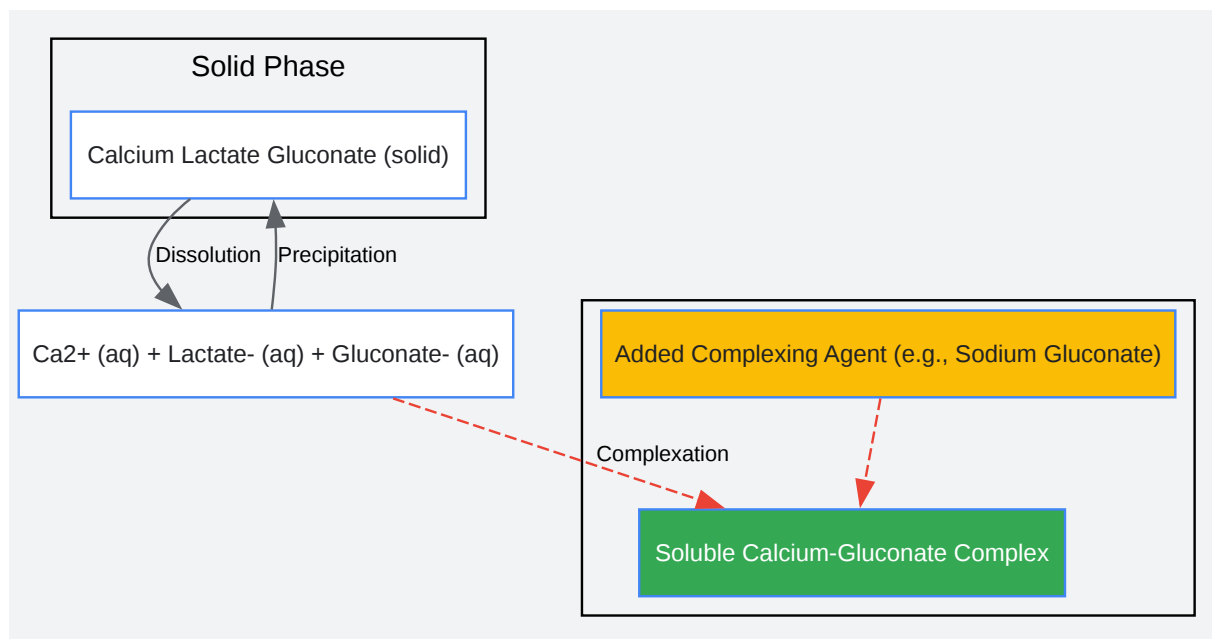 Solid Phase
Calcium Lactate Gluconate (solid)
Dissolution
Precipitation
Ca2+ (aq) + Lactate- (aq) + Gluconate- (aq)
Added Complexing Agent (e.g., Sodium Gluconate)
Complexation
Soluble Calcium-Gluconate Complex